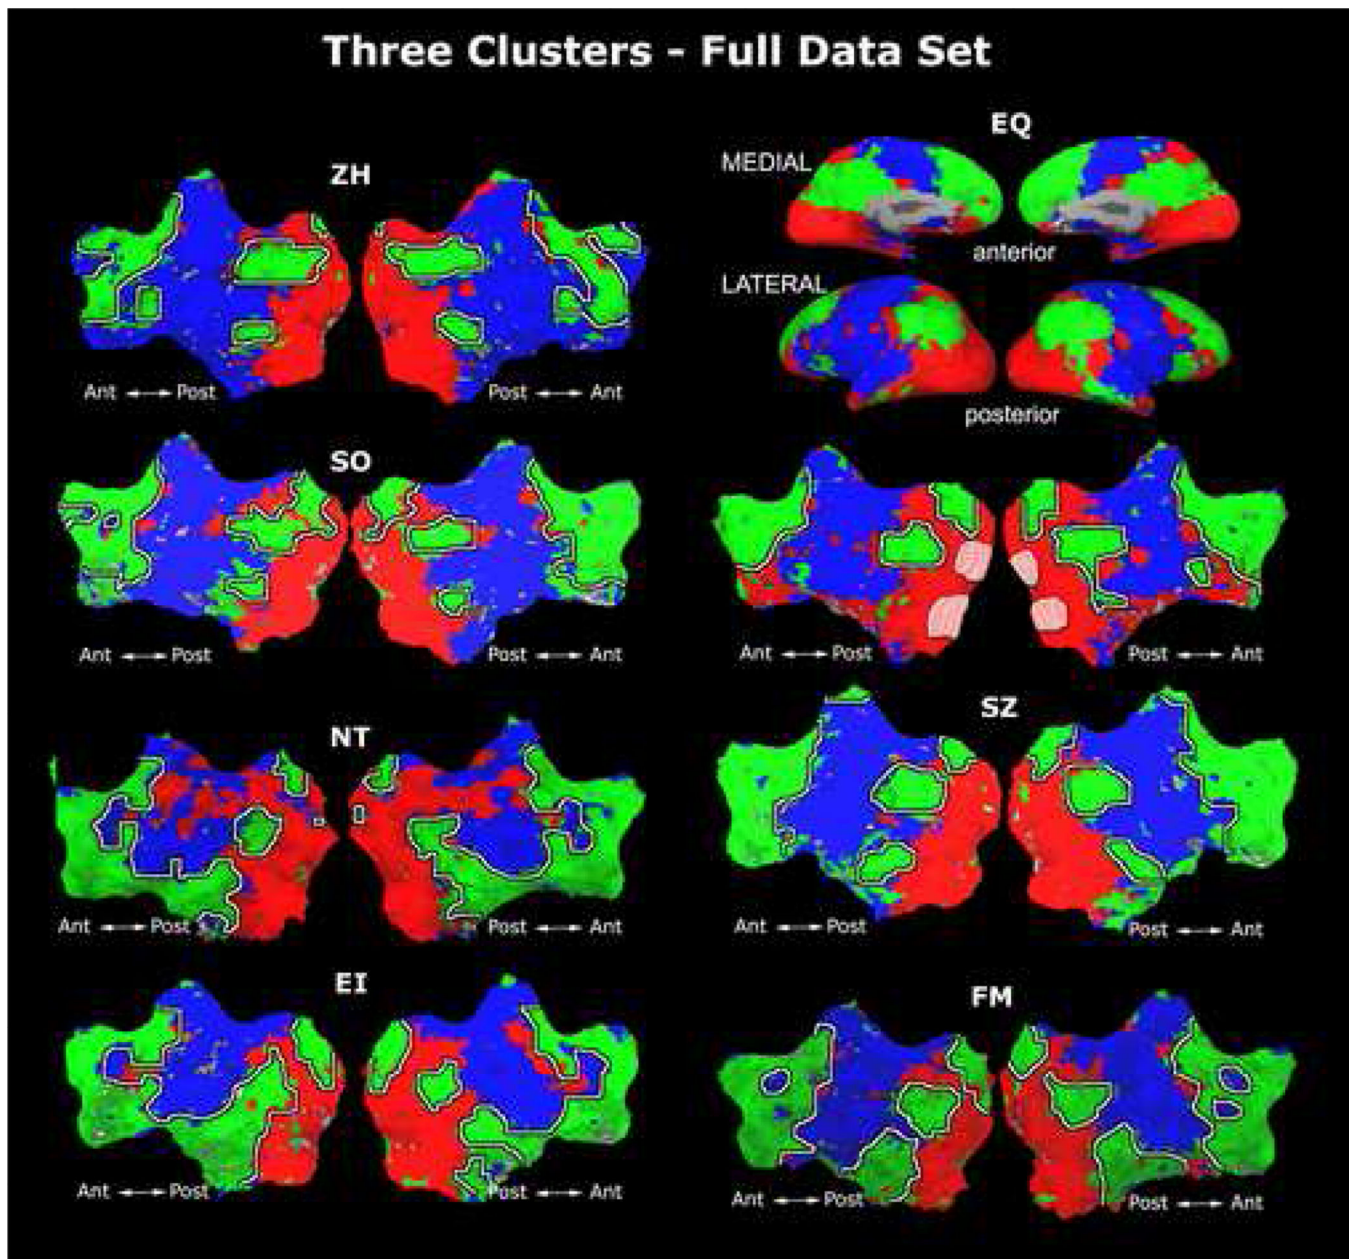 Three Clusters - Full Data Set
ZH
Ant ↔ Post
Post ↔ Ant
SO
Ant ↔ Post
Post ↔ Ant
NT
Ant ↔ Post
Post ↔ Ant
EI
Ant ↔ Post
Post ↔ Ant
EQ
MEDIAL
anterior
LATERAL
posterior
Ant ↔ Post
Post ↔ Ant
SZ
Ant ↔ Post
Post ↔ Ant
FM
Ant ↔ Post
Post ↔ Ant